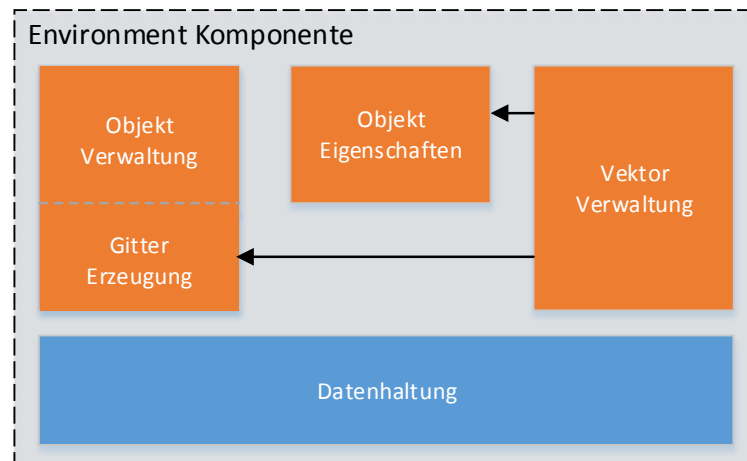 Environment Komponente
Objekt
Verwaltung
Objekt
Eigenschaften
Vektor
Verwaltung
Gitter
Erzeugung
Datenhaltung